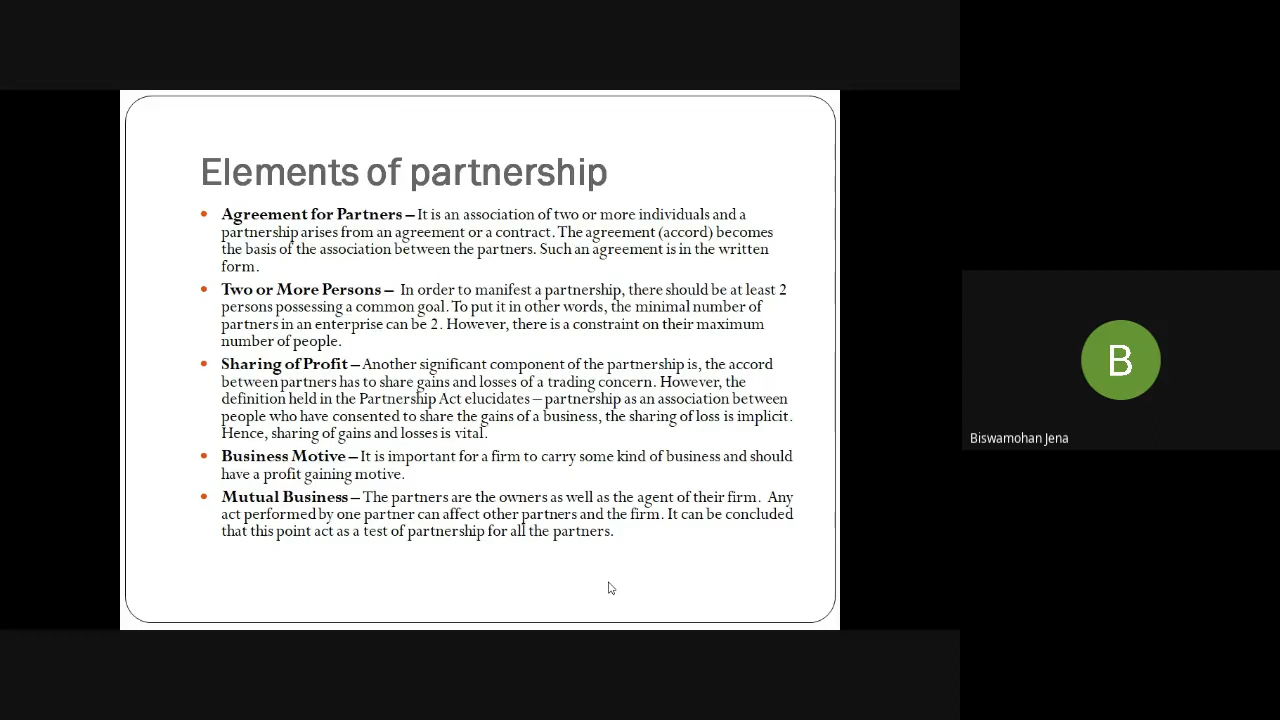 Elements of partnership
• Agreement for Partners – It is an association of two or more individuals and a
partnership arises from an agreement or a contract. The agreement (accord) becomes
the basis of the association between the partners. Such an agreement is in the written
form.
• Two or More Persons – In order to manifest a partnership, there should be at least 2
persons possessing a common goal. To put it in other words, the minimal number of
partners in an enterprise can be 2. However, there is a constraint on their maximum
number of people.
• Sharing of Profit – Another significant component of the partnership is, the accord
between partners has to share gains and losses of a trading concern. However, the
definition held in the Partnership Act elucidates – partnership as an association between
people who have consented to share the gains of a business, the sharing of loss is implicit.
Hence, sharing of gains and losses is vital.
• Business Motive – It is important for a firm to carry some kind of business and should
have a profit gaining motive.
• Mutual Business – The partners are the owners as well as the agent of their firm. Any
act performed by one partner can affect other partners and the firm. It can be concluded
that this point act as a test of partnership for all the partners.
B
Biswamohan Jena